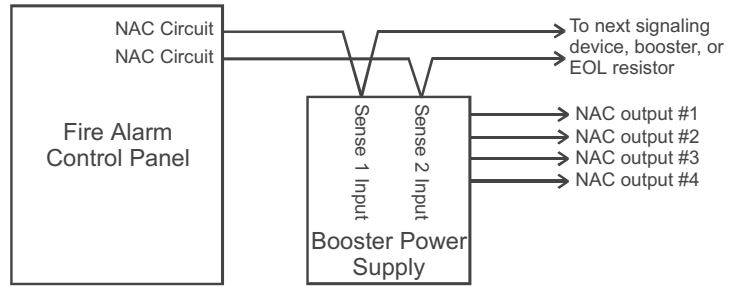 NAC Circuit
NAC Circuit
To next signaling
device, booster, or
EOL resistor
Fire Alarm
Control Panel
Sense 1 Input
Sense 2 Input
NAC output #1
NAC output #2
NAC output #3
NAC output #4
Booster Power
Supply